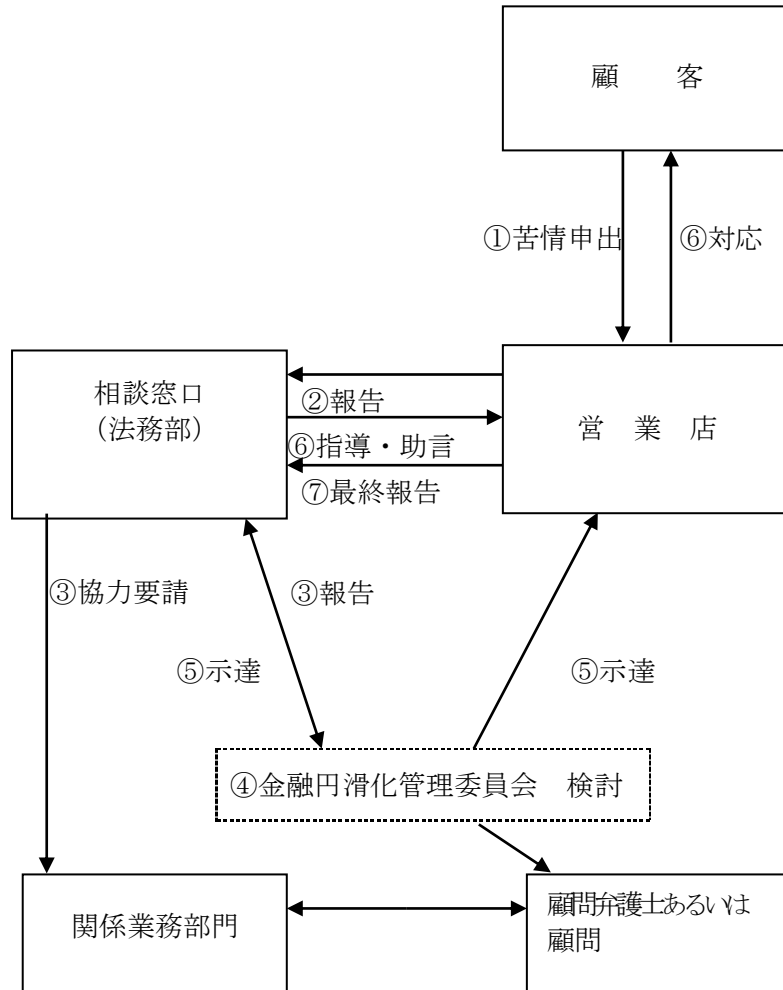 顧　客
①苦情申出
⑥対応
相談窓口
（法務部）
②報告
⑥指導・助言
⑦最終報告
営　業　店
③協力要請
③報告
⑤示達
⑤示達
④金融円滑化管理委員会　検討
関係業務部門
顧問弁護士あるいは
顧問